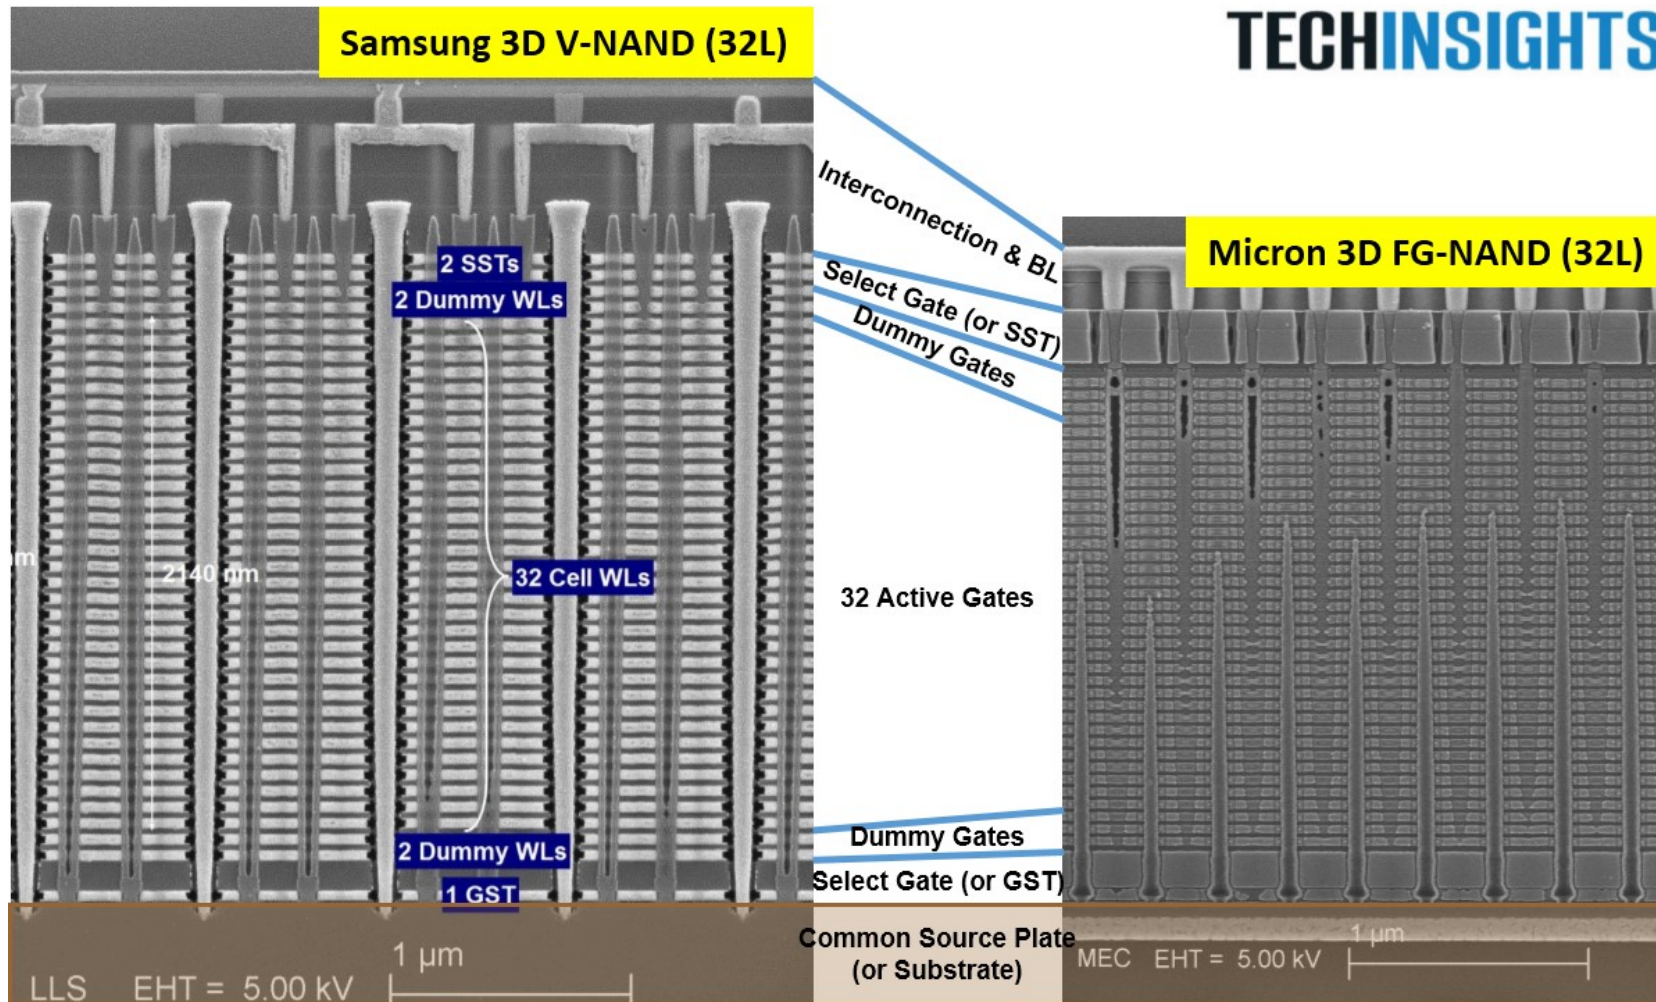 Samsung 3D V-NAND (32L)
TECHINSIGHTS
Interconnection & BL
Select Gate (or SST)
Dummy Gates
Micron 3D FG-NAND (32L)
2 SSTs
2 Dummy WLs
2140 nm
32 Cell WLs
32 Active Gates
2 Dummy WLs
1 GST
Dummy Gates
Select Gate (or GST)
Common Source Plate
(or Substrate)
1 µm
LLS EHT = 5.00 kV
1 µm
MEC EHT = 5.00 kV